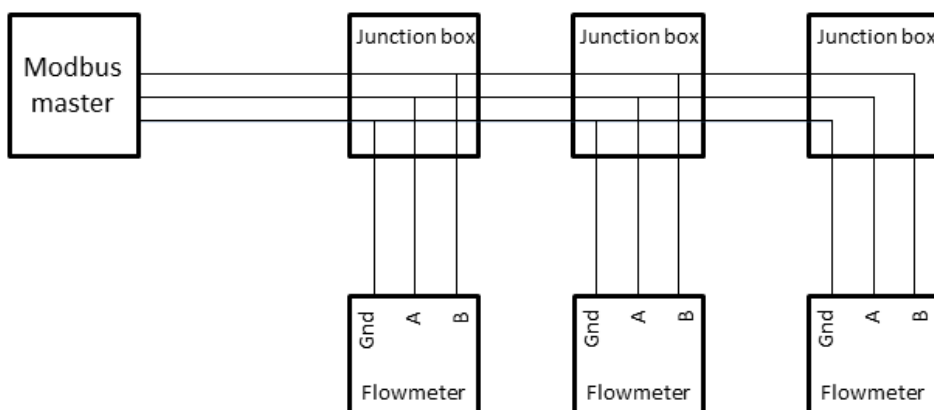 Modbus
master
Junction box
Junction box
Junction box
Gnd
A
B
Flowmeter
Gnd
A
B
Flowmeter
Gnd
A
B
Flowmeter